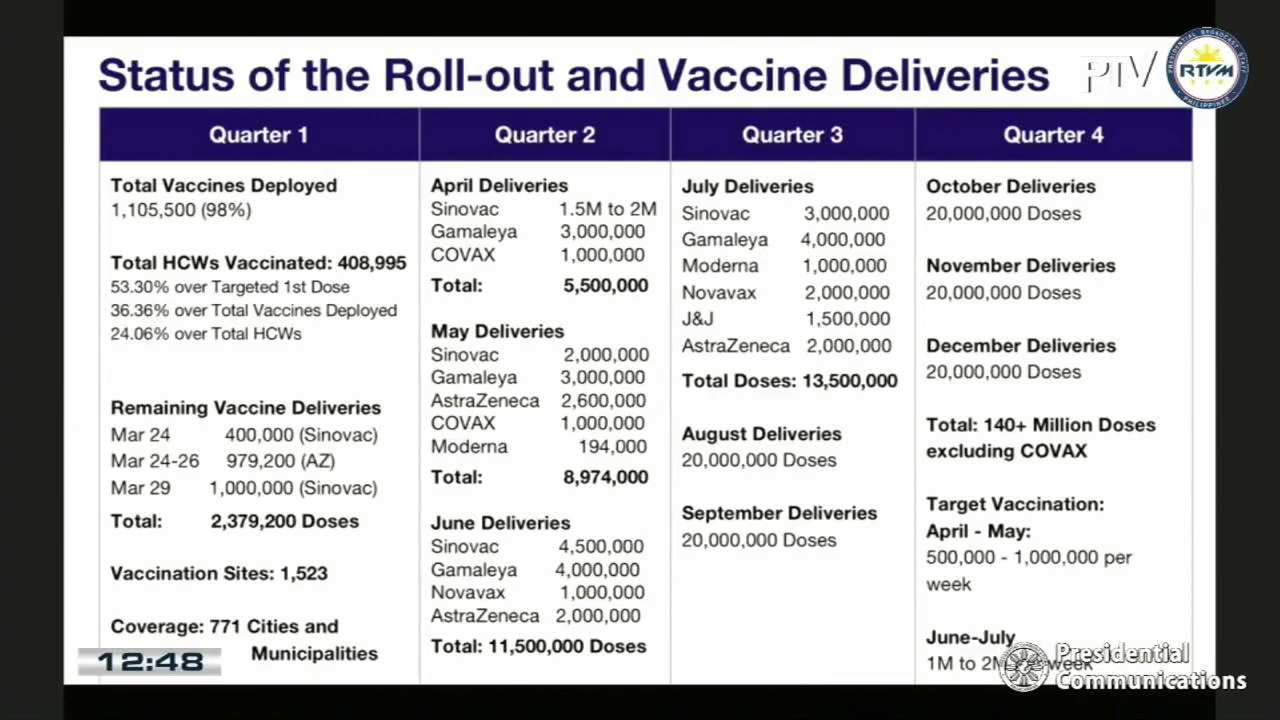 Status of the Roll-out and Vaccine Deliveries
PTV
PRESIDENTIAL BROADCAST STAFF
RTVM
PHILIPPINES
Quarter 1
Total Vaccines Deployed
1,105,500 (98%)
Total HCWs Vaccinated: 408,995
53.30% over Targeted 1st Dose
36.36% over Total Vaccines Deployed
24.06% over Total HCWs
Remaining Vaccine Deliveries
Mar 24 400,000 (Sinovac)
Mar 24-26 979,200 (AZ)
Mar 29 1,000,000 (Sinovac)
Total: 2,379,200 Doses
Vaccination Sites: 1,523
Coverage: 771 Cities and
Municipalities
12:48
Quarter 2
April Deliveries
Sinovac 1.5M to 2M
Gamaleya 3,000,000
COVAX 1,000,000
Total: 5,500,000
May Deliveries
Sinovac 2,000,000
Gamaleya 3,000,000
AstraZeneca 2,600,000
COVAX 1,000,000
Moderna 194,000
Total: 8,974,000
June Deliveries
Sinovac 4,500,000
Gamaleya 4,000,000
Novavax 1,000,000
AstraZeneca 2,000,000
Total: 11,500,000 Doses
Quarter 3
July Deliveries
Sinovac 3,000,000
Gamaleya 4,000,000
Moderna 1,000,000
Novavax 2,000,000
J&J 1,500,000
AstraZeneca 2,000,000
Total Doses: 13,500,000
August Deliveries
20,000,000 Doses
September Deliveries
20,000,000 Doses
Quarter 4
October Deliveries
20,000,000 Doses
November Deliveries
20,000,000 Doses
December Deliveries
20,000,000 Doses
Total: 140+ Million Doses
excluding COVAX
Target Vaccination:
April - May:
500,000 - 1,000,000 per
week
June-July
1M to 2M week
Presidential
Communications